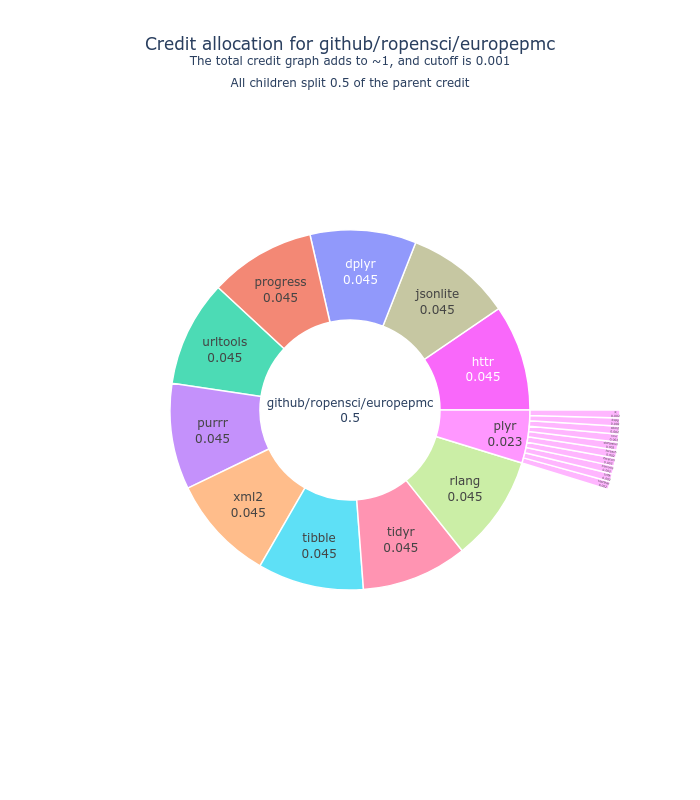 Credit allocation for github/ropensci/europepmc
The total credit graph adds to ~1, and cutoff is 0.001
All children split 0.5 of the parent credit
dplyr
0.045
progress
0.045
jsonlite
0.045
urltools
0.045
httr
0.045
github/ropensci/europepmc
0.5
purrr
0.045
plyr
0.023
rlang
0.045
xml2
0.045
tidyr
0.045
tibble
0.045